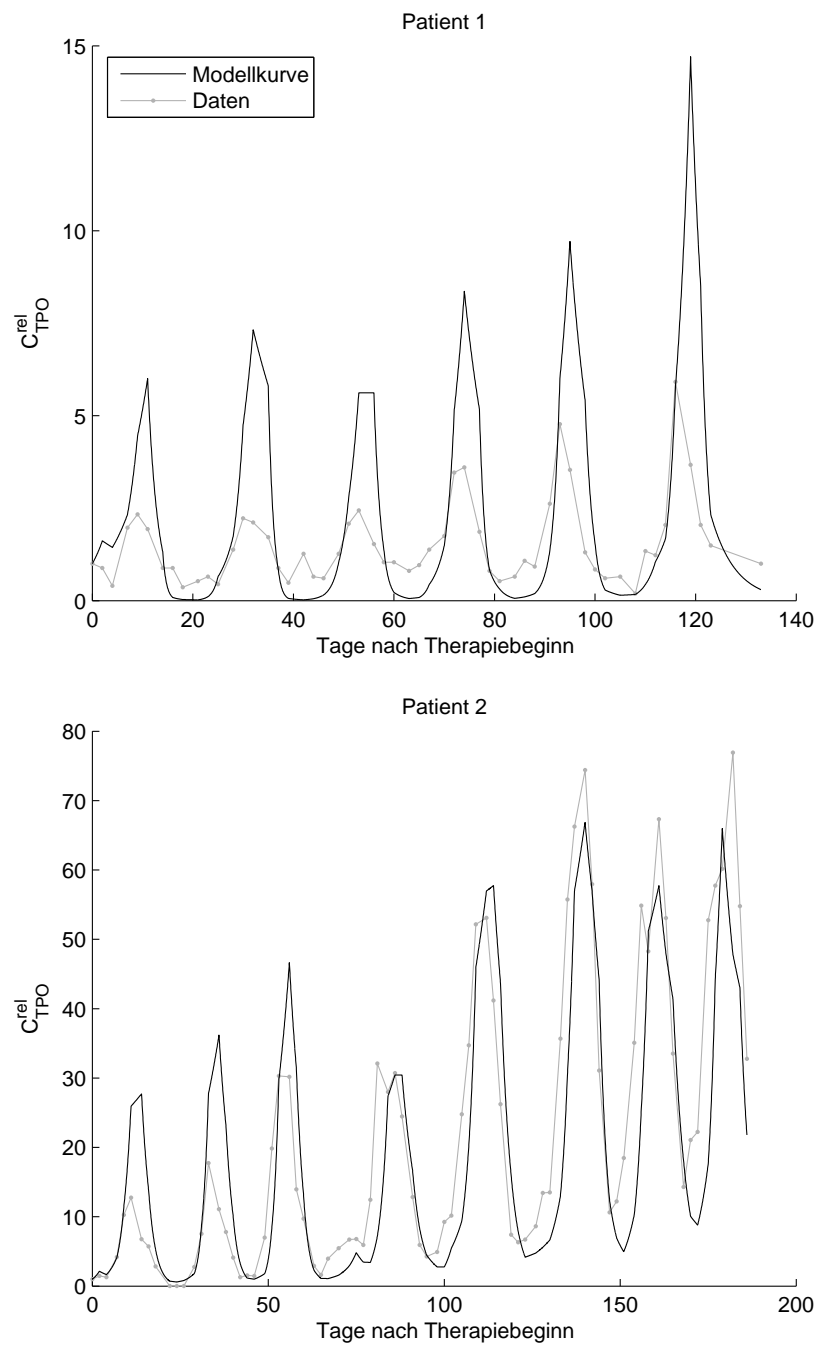 Patient 1
15
10
5
0
Modellkurve
Daten
C_TPO^rel
0 20 40 60 80 100 120 140
Tage nach Therapiebeginn
Patient 2
80
70
60
50
40
30
20
10
0
C_TPO^rel
0 50 100 150 200
Tage nach Therapiebeginn